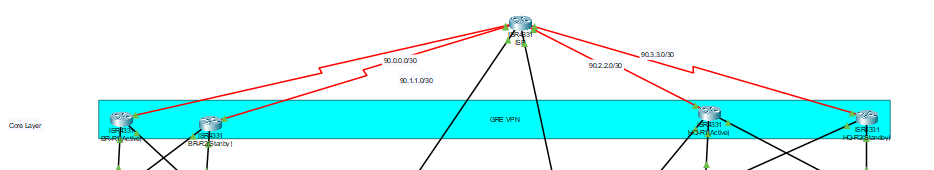 ISR4331
ISP
90.3.3.0/30
90.0.0.0/30
90.2.2.0/30
90.1.1.0/30
GRE VPN
ISR4331
BR-R1(Active)
ISR4331
BR-R2(Stanby)
ISR4331
HQ-R1(Active)
ISR4331
HQ-R2(Standby)
Core Layer